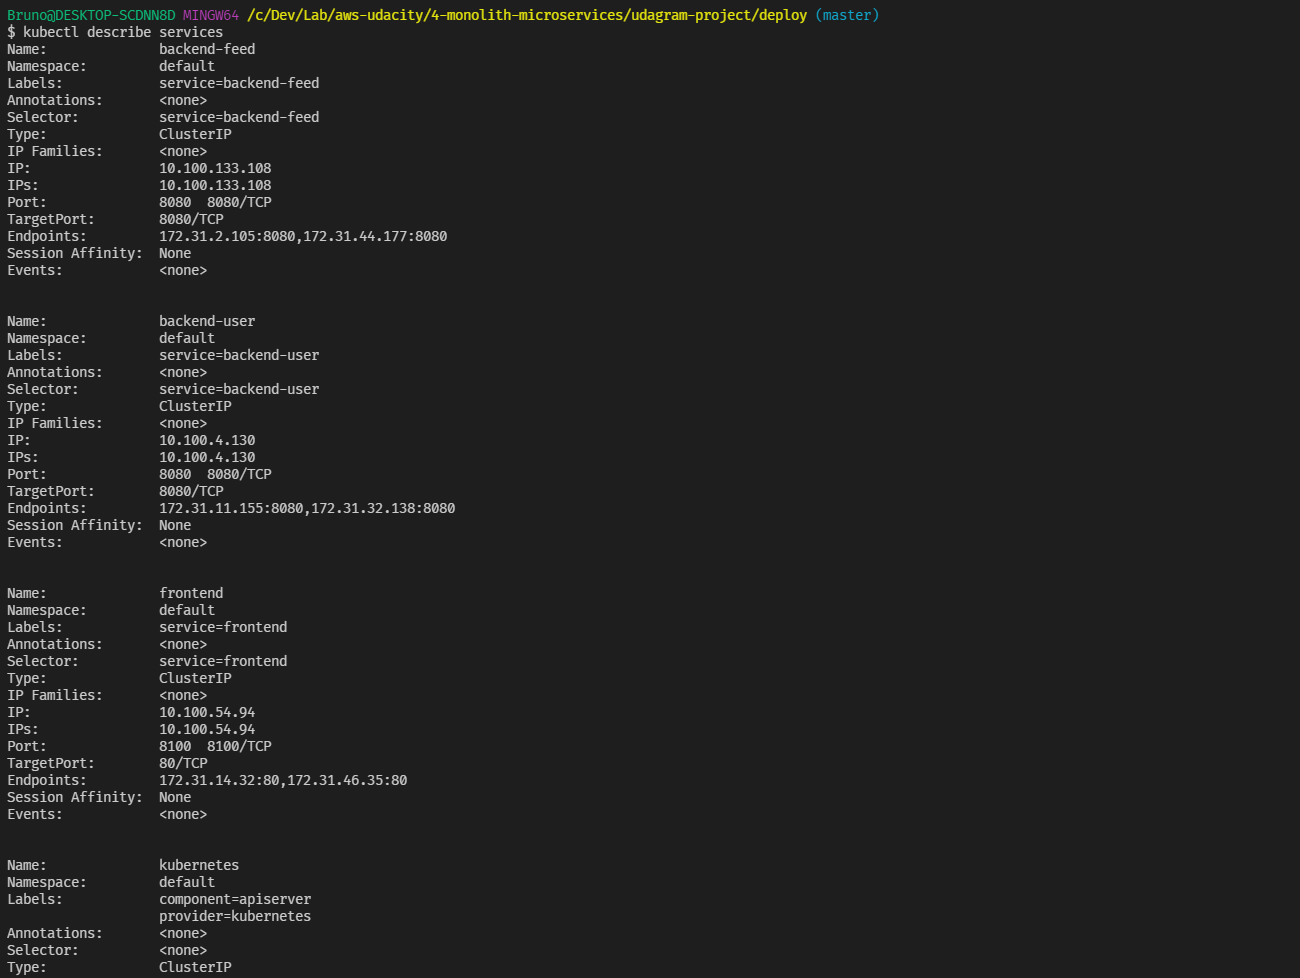 Bruno@DESKTOP-SCDNN8D MINGW64 /c/Dev/Lab/aws-udacity/4-monolith-microservices/udagram-project/deploy (master)
$ kubectl describe services
Name:              backend-feed
Namespace:         default
Labels:            service=backend-feed
Annotations:       <none>
Selector:          service=backend-feed
Type:              ClusterIP
IP Families:       <none>
IP:                10.100.133.108
IPs:               10.100.133.108
Port:              8080  8080/TCP
TargetPort:        8080/TCP
Endpoints:         172.31.2.105:8080,172.31.44.177:8080
Session Affinity:  None
Events:            <none>

Name:              backend-user
Namespace:         default
Labels:            service=backend-user
Annotations:       <none>
Selector:          service=backend-user
Type:              ClusterIP
IP Families:       <none>
IP:                10.100.4.130
IPs:               10.100.4.130
Port:              8080  8080/TCP
TargetPort:        8080/TCP
Endpoints:         172.31.11.155:8080,172.31.32.138:8080
Session Affinity:  None
Events:            <none>

Name:              frontend
Namespace:         default
Labels:            service=frontend
Annotations:       <none>
Selector:          service=frontend
Type:              ClusterIP
IP Families:       <none>
IP:                10.100.54.94
IPs:               10.100.54.94
Port:              8100  8100/TCP
TargetPort:        80/TCP
Endpoints:         172.31.14.32:80,172.31.46.35:80
Session Affinity:  None
Events:            <none>

Name:              kubernetes
Namespace:         default
Labels:            component=apiserver
                   provider=kubernetes
Annotations:       <none>
Selector:          <none>
Type:              ClusterIP